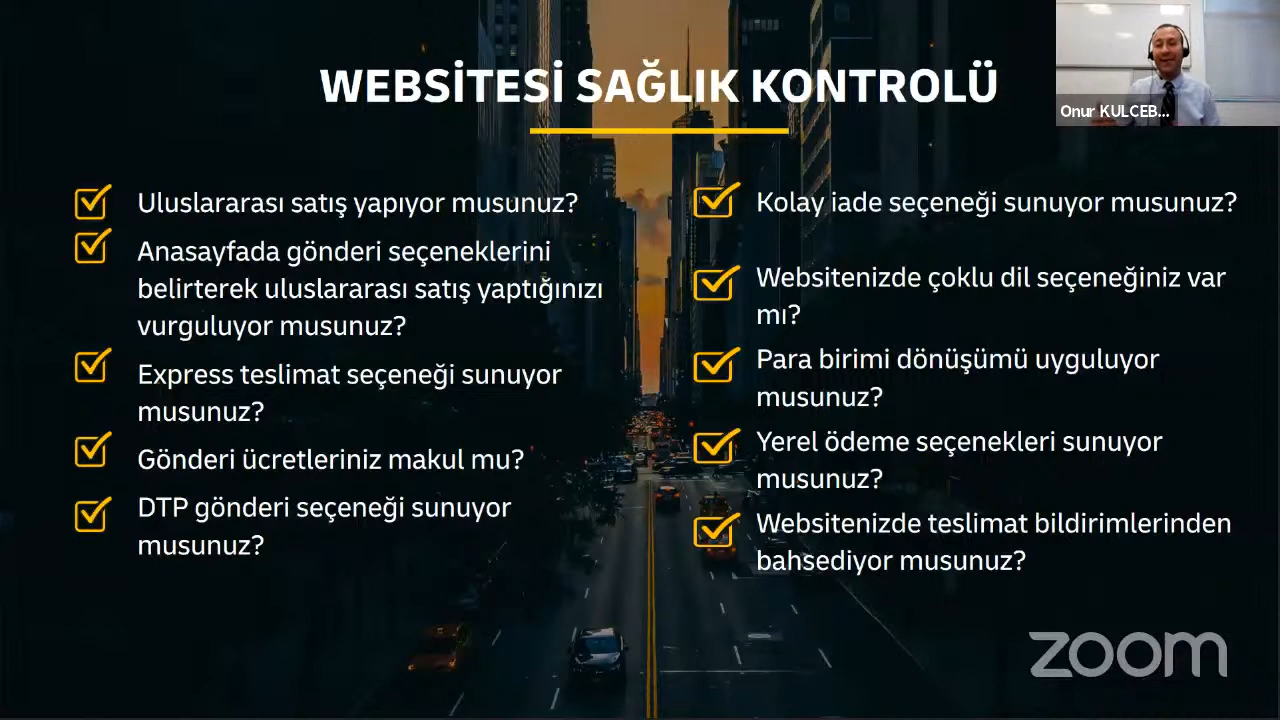 WEBSİTESİ SAĞLIK KONTROLÜ
Onur KULCEB...
Uluslararası satış yapıyor musunuz?
Anasayfada gönderi seçeneklerini
belirterek uluslararası satış yaptığınızı
vurguluyor musunuz?
Express teslimat seçeneği sunuyor
musunuz?
Gönderi ücretleriniz makul mu?
DTP gönderi seçeneği sunuyor
musunuz?
Kolay iade seçeneği sunuyor musunuz?
Websitenizde çoklu dil seçeneğiniz var
mı?
Para birimi dönüşümü uyguluyor
musunuz?
Yerel ödeme seçenekleri sunuyor
musunuz?
Websitenizde teslimat bildirimlerinden
bahsediyor musunuz?
zoom